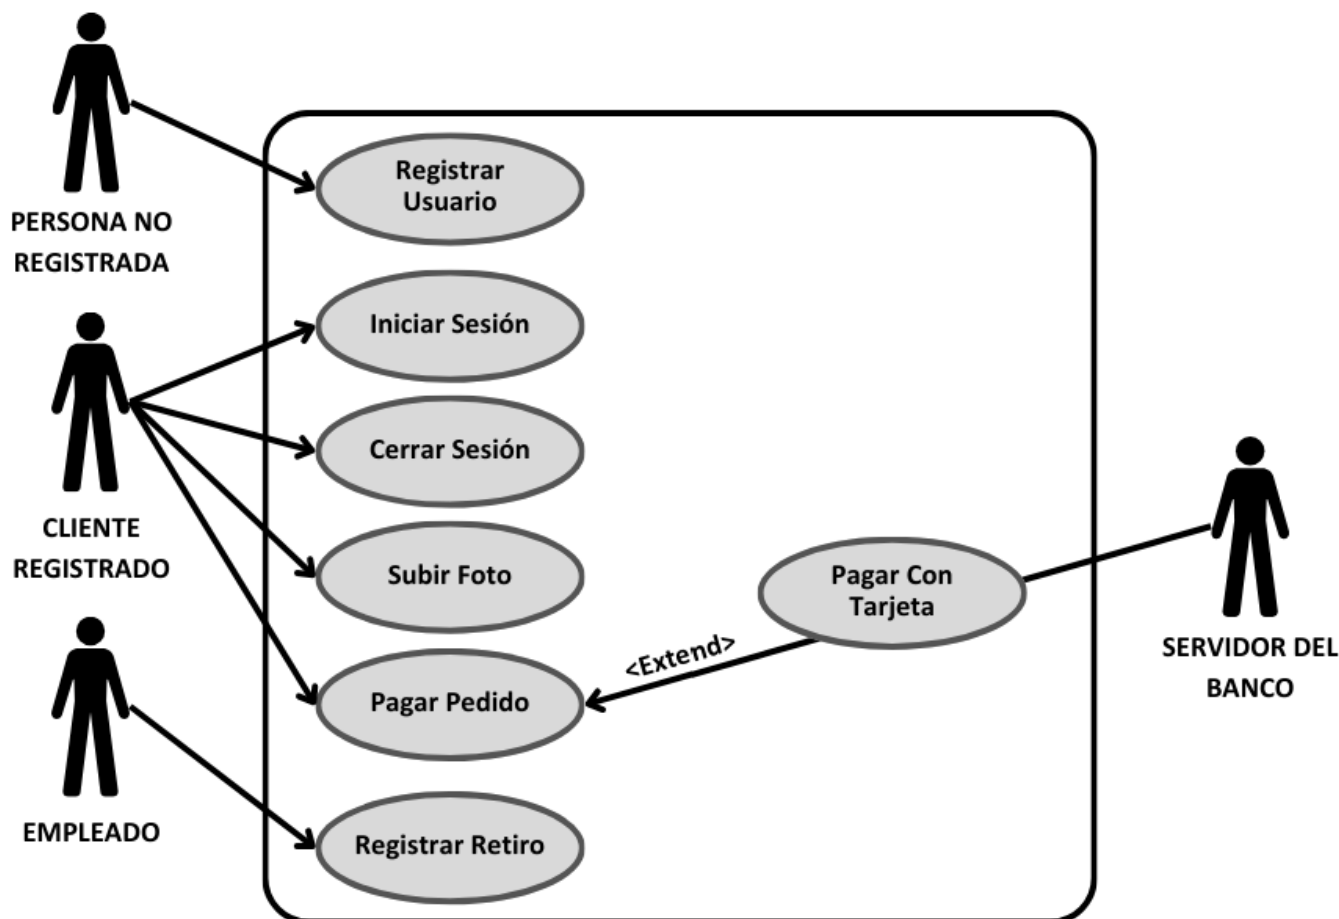 Registrar
Usuario
PERSONA NO
REGISTRADA
Iniciar Sesión
Cerrar Sesión
CLIENTE
REGISTRADO
Subir Foto
Pagar Con
Tarjeta
<Extend>
SERVIDOR DEL
BANCO
Pagar Pedido
EMPLEADO
Registrar Retiro